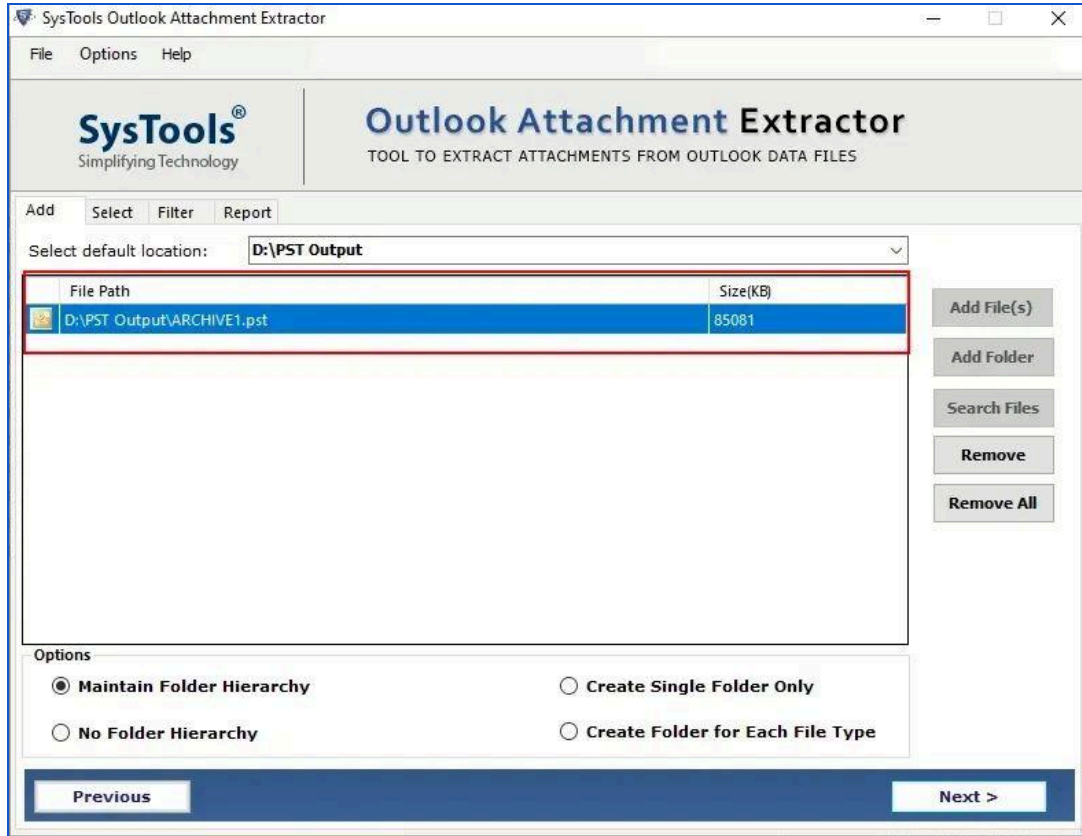 SysTools Outlook Attachment Extractor
File Options Help
SysTools® Outlook Attachment Extractor
Simplifying Technology TOOL TO EXTRACT ATTACHMENTS FROM OUTLOOK DATA FILES
Add Select Filter Report
Select default location: D:\PST Output
File Path Size(KB)
D:\PST Output\ARCHIVE1.pst 85081
Add File(s)
Add Folder
Search Files
Remove
Remove All
Options
Maintain Folder Hierarchy Create Single Folder Only
No Folder Hierarchy Create Folder for Each File Type
Previous Next >